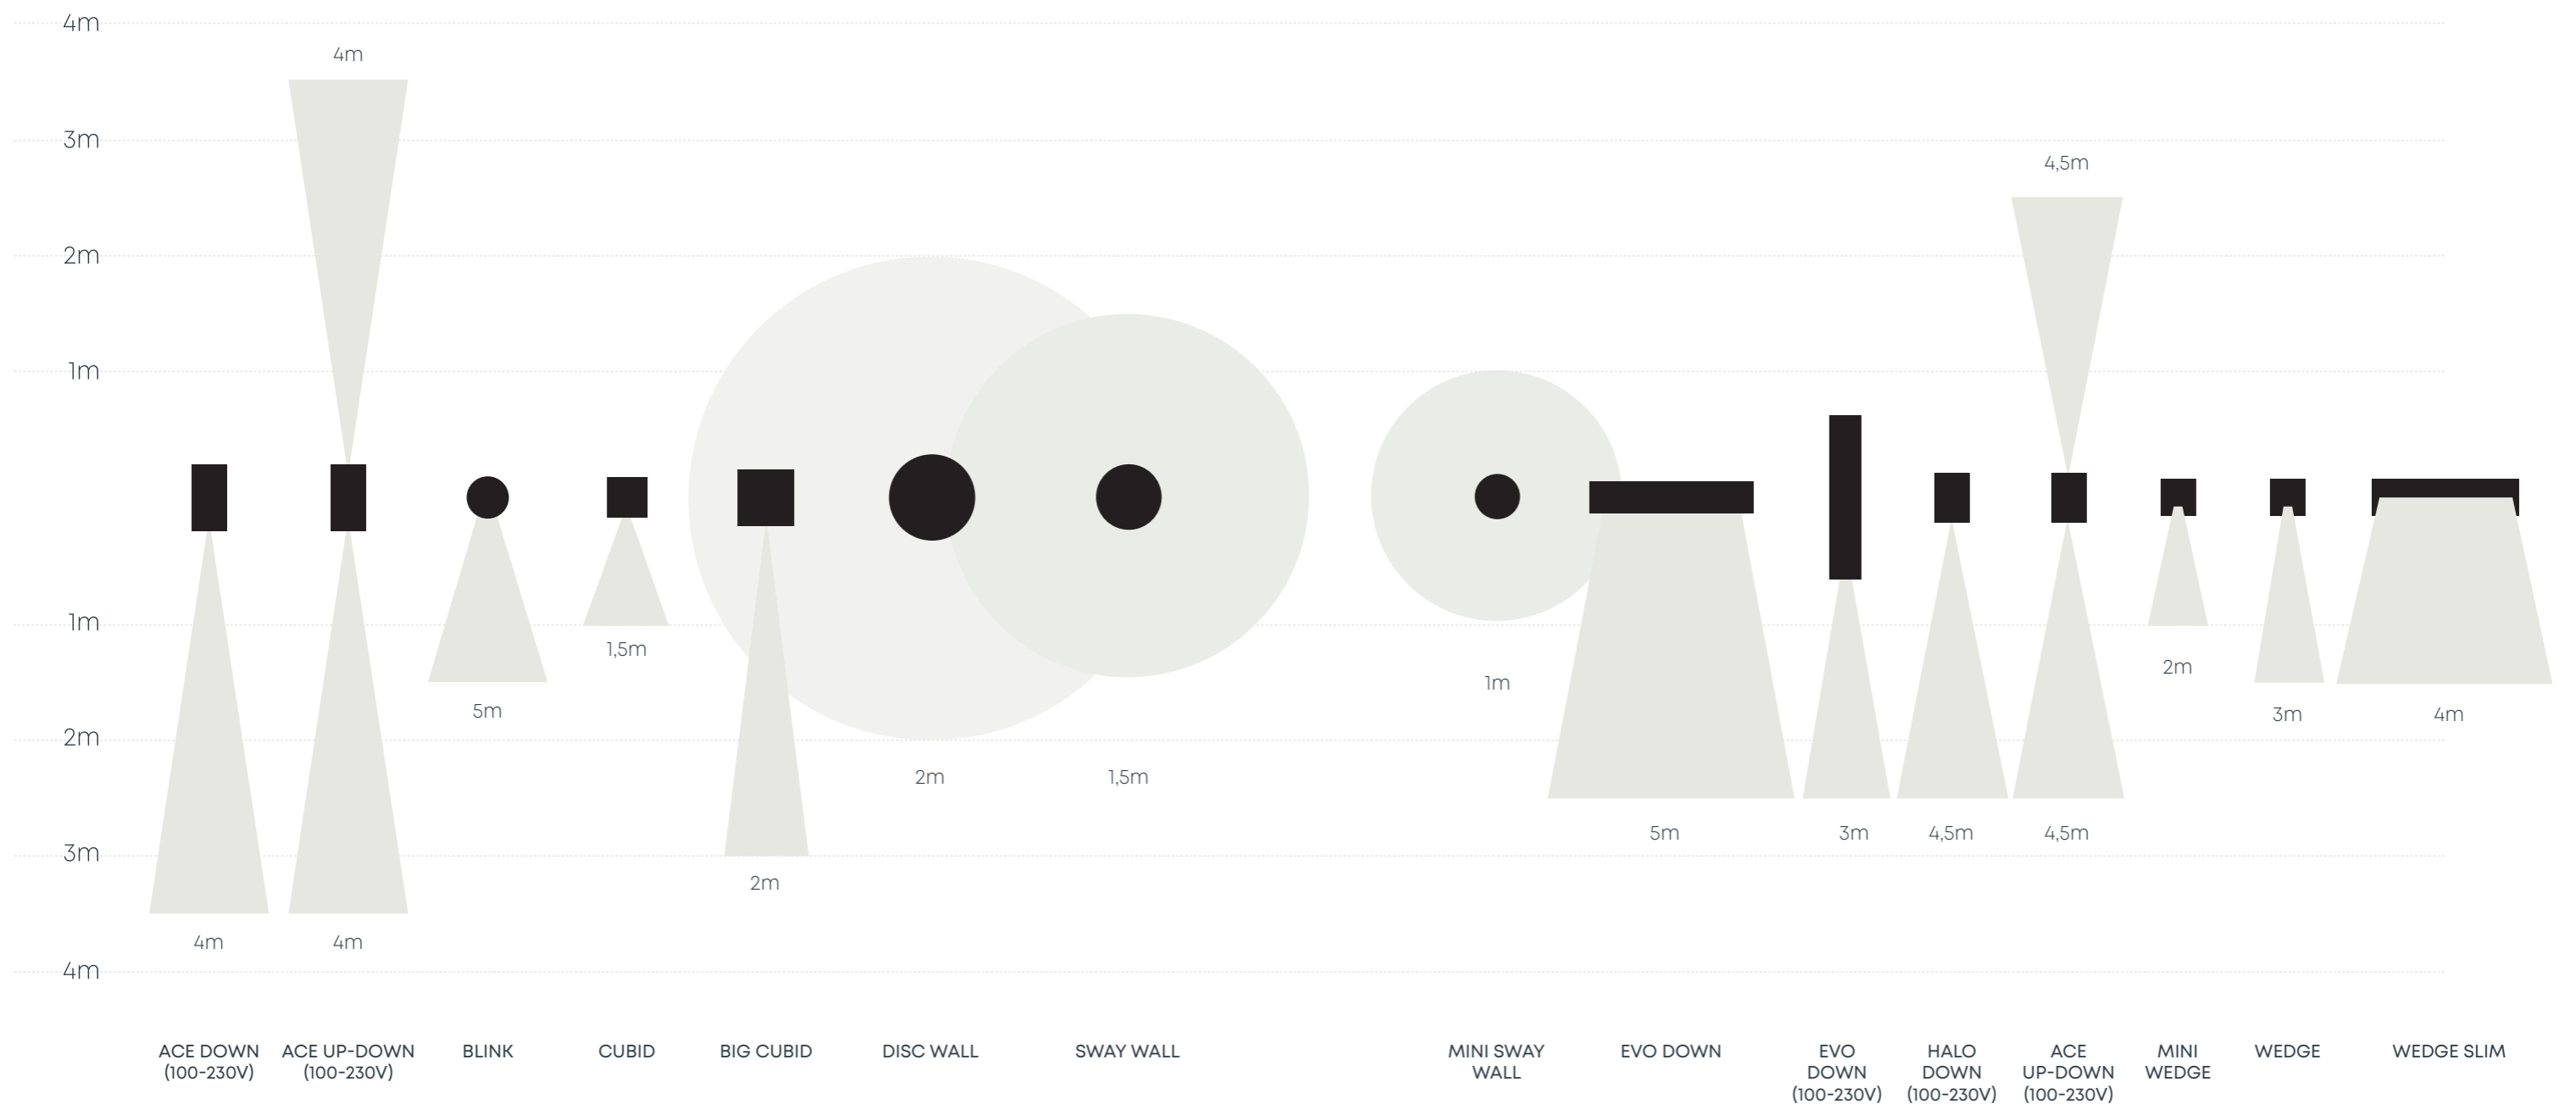 4m
4m
3m
4,5m
2m
1m
1m
1,5m
2m
3m
4m
5m
1m
2m
3m
4m
2m
1,5m
5m
3m
4,5m
4,5m
2m
4m
4m
4m
ACE DOWN
(100-230V)
ACE UP-DOWN
(100-230V)
BLINK
CUBID
BIG CUBID
DISC WALL
SWAY WALL
MINI SWAY
WALL
EVO DOWN
EVO
DOWN
(100-230V)
HALO
DOWN
(100-230V)
ACE
UP-DOWN
(100-230V)
MINI
WEDGE
WEDGE
WEDGE SLIM